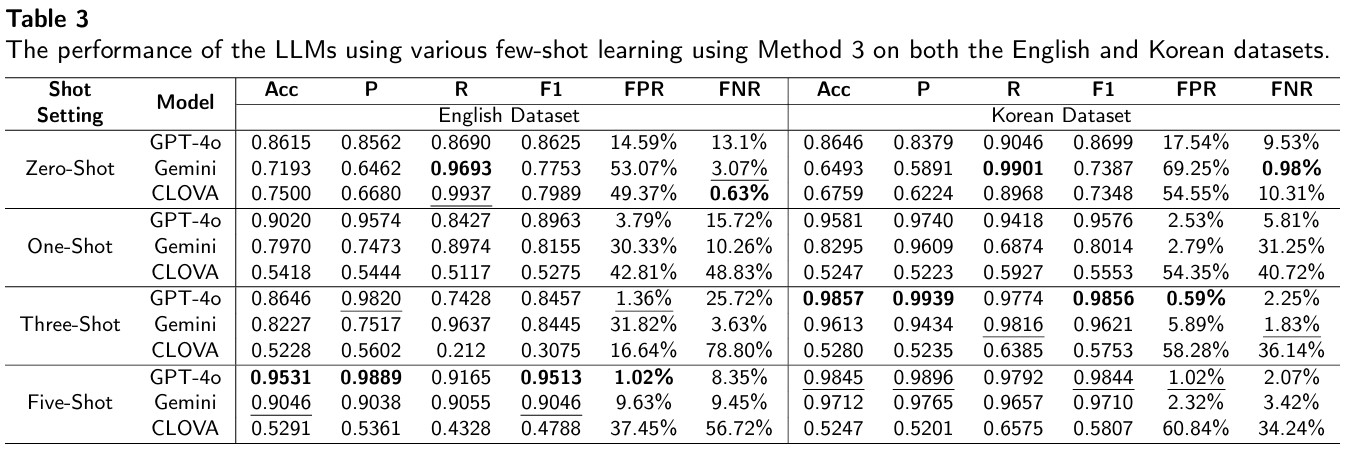 Table 3
The performance of the LLMs using various few-shot learning using Method 3 on both the English and Korean datasets.
Shot Setting Model Acc P R F1 FPR FNR Acc P R F1 FPR FNR
English Dataset Korean Dataset
Zero-Shot GPT-4o 0.8615 0.8562 0.8690 0.8625 14.59% 13.1% 0.8646 0.8379 0.9046 0.8699 17.54% 9.53%
Gemini 0.7193 0.6462 0.9693 0.7753 53.07% 3.07% 0.6493 0.5891 0.9901 0.7387 69.25% 0.98%
CLOVA 0.7500 0.6680 0.9937 0.7989 49.37% 0.63% 0.6759 0.6224 0.8968 0.7348 54.55% 10.31%
One-Shot GPT-4o 0.9020 0.9574 0.8427 0.8963 3.79% 15.72% 0.9581 0.9740 0.9418 0.9576 2.53% 5.81%
Gemini 0.7970 0.7473 0.8974 0.8155 30.33% 10.26% 0.8295 0.9609 0.6874 0.8014 2.79% 31.25%
CLOVA 0.5418 0.5444 0.5117 0.5275 42.81% 48.83% 0.5247 0.5223 0.5927 0.5553 54.35% 40.72%
Three-Shot GPT-4o 0.8646 0.9820 0.7428 0.8457 1.36% 25.72% 0.9857 0.9939 0.9774 0.9856 0.59% 2.25%
Gemini 0.8227 0.7517 0.9637 0.8445 31.82% 3.63% 0.9613 0.9434 0.9816 0.9621 5.89% 1.83%
CLOVA 0.5228 0.5602 0.212 0.3075 16.64% 78.80% 0.5280 0.5235 0.6385 0.5753 58.28% 36.14%
Five-Shot GPT-4o 0.9531 0.9889 0.9165 0.9513 1.02% 8.35% 0.9845 0.9896 0.9792 0.9844 1.02% 2.07%
Gemini 0.9046 0.9038 0.9055 0.9046 9.63% 9.45% 0.9712 0.9765 0.9657 0.9710 2.32% 3.42%
CLOVA 0.5291 0.5361 0.4328 0.4788 37.45% 56.72% 0.5247 0.5201 0.6575 0.5807 60.84% 34.24%